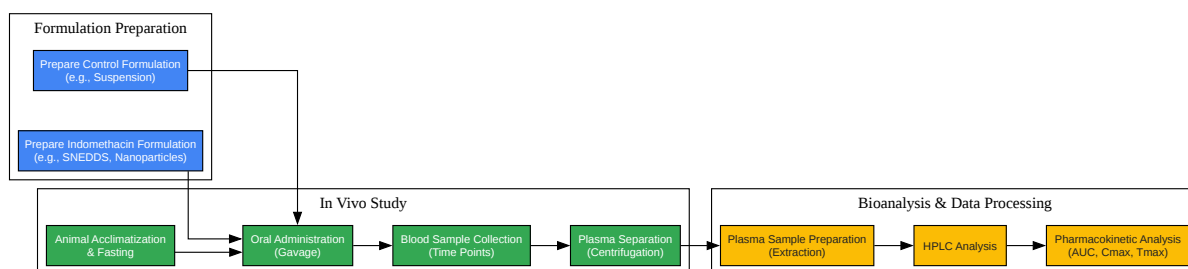 Formulation Preparation
Prepare Control Formulation
(e.g., Suspension)
Prepare Indomethacin Formulation
(e.g., SNEDDS, Nanoparticles)
In Vivo Study
Animal Acclimatization
& Fasting
Oral Administration
(Gavage)
Blood Sample Collection
(Time Points)
Plasma Separation
(Centrifugation)
Bioanalysis & Data Processing
Plasma Sample Preparation
(Extraction)
HPLC Analysis
Pharmacokinetic Analysis
(AUC, Cmax, Tmax)